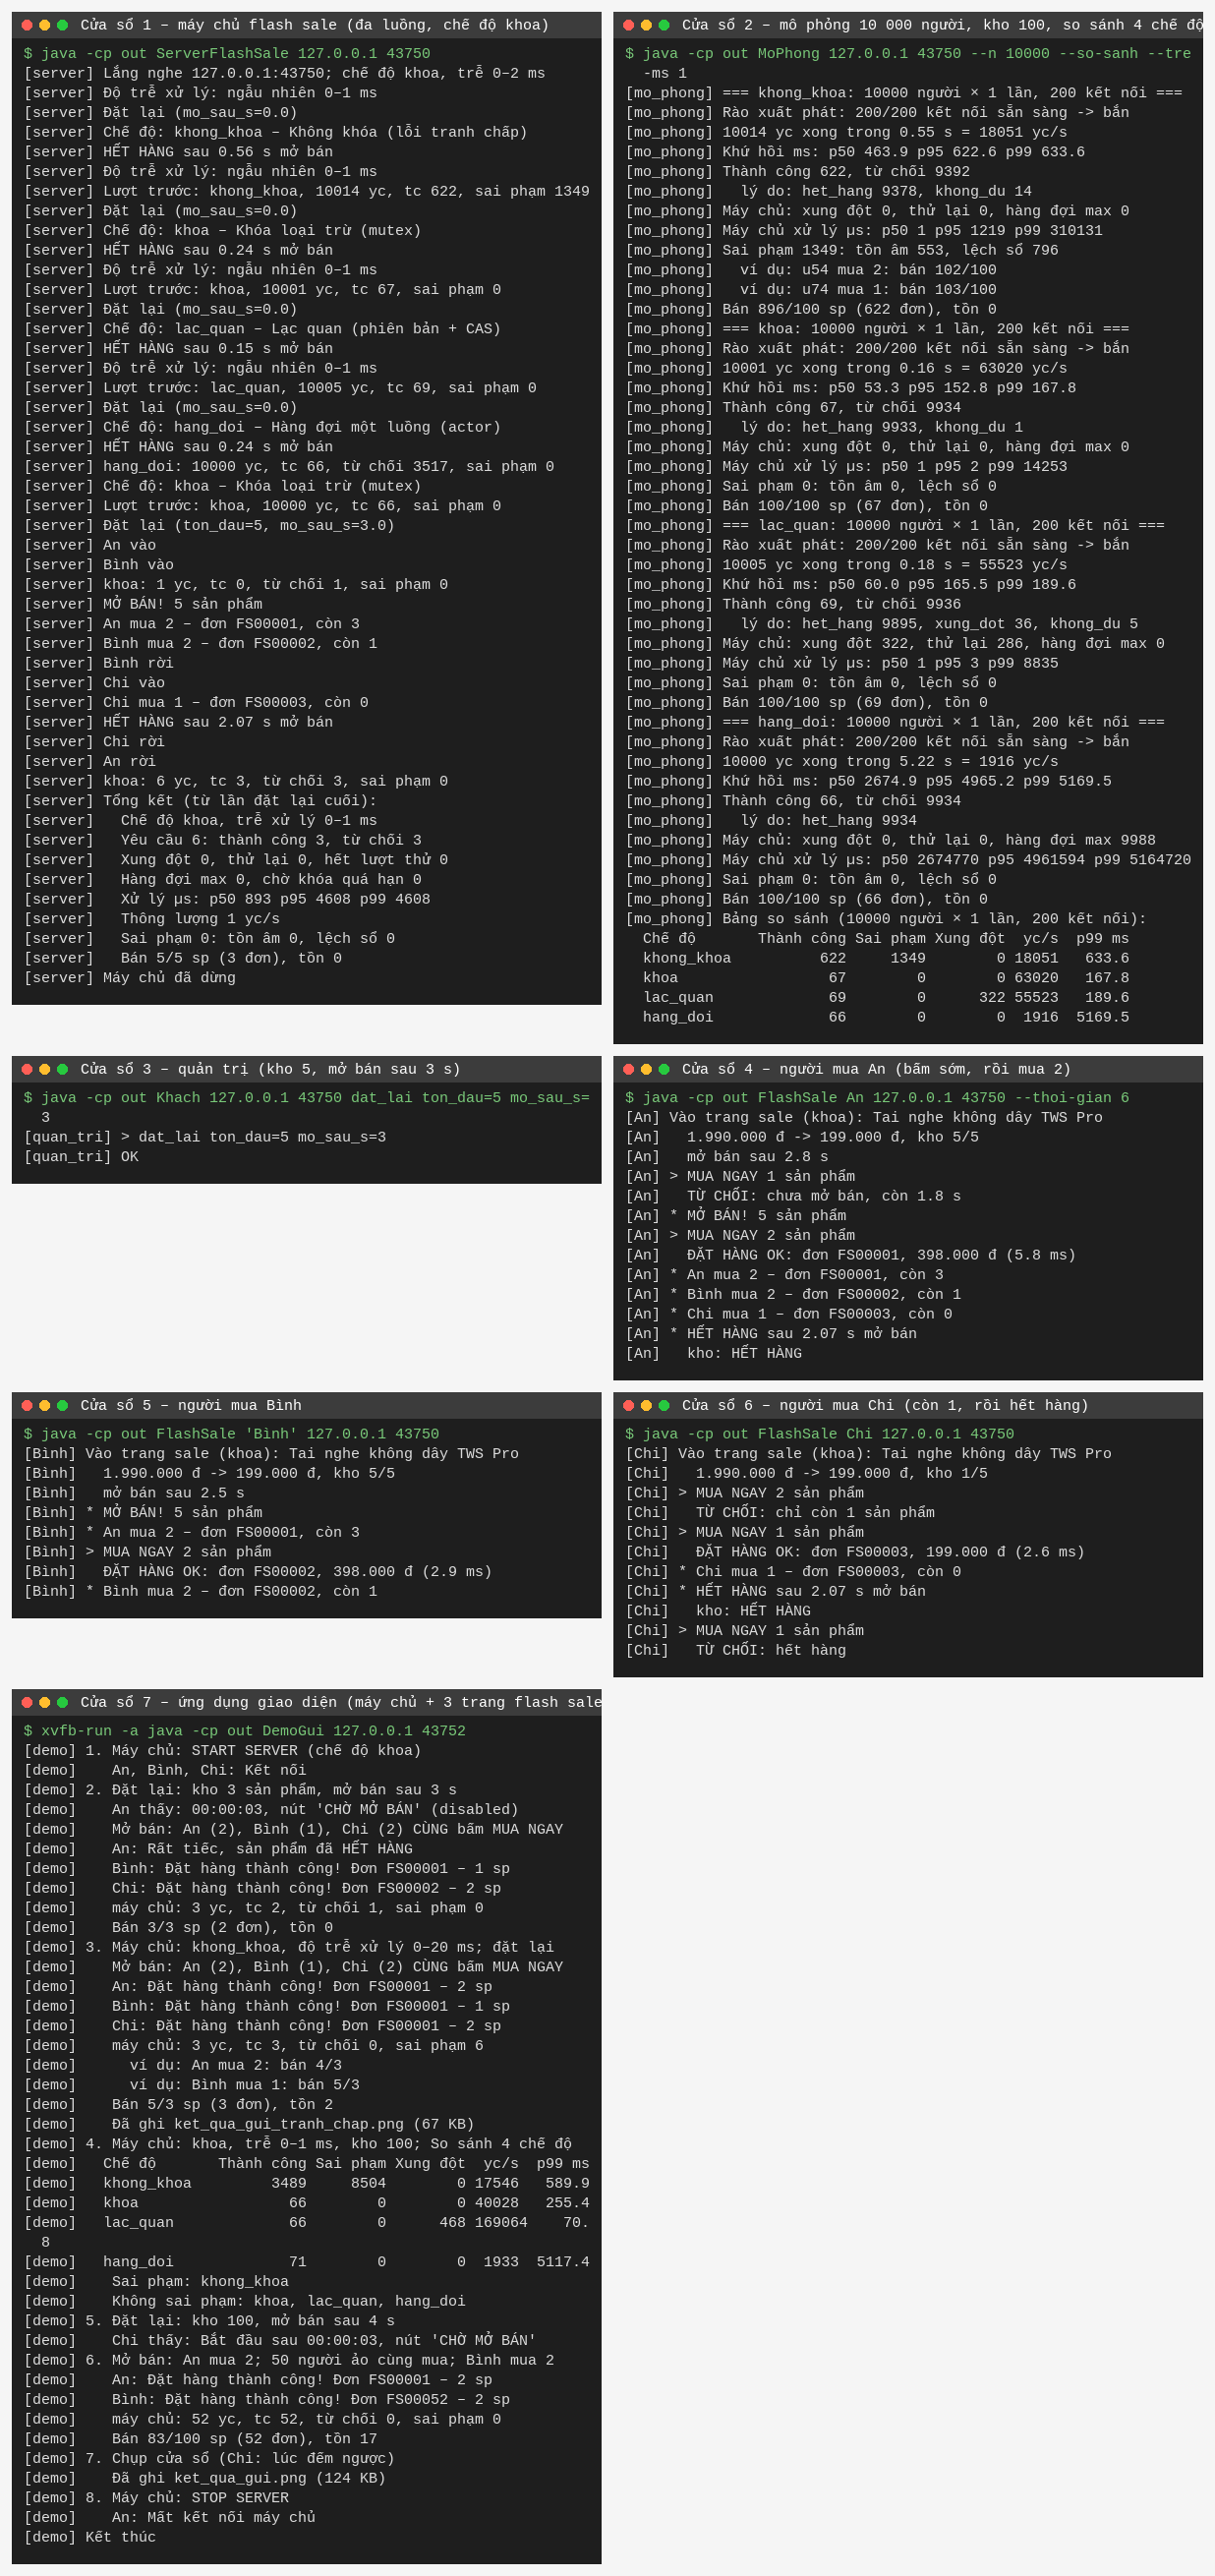 Cửa sổ 1 – máy chủ flash sale (đa luồng, chế độ khoa)
$ java -cp out ServerFlashSale 127.0.0.1 43750
[server] Lắng nghe 127.0.0.1:43750; chế độ khoa, trễ 0–2 ms
[server] Độ trễ xử lý: ngẫu nhiên 0–1 ms
[server] Đặt lại (mo_sau_s=0.0)
[server] Chế độ: khong_khoa – Không khóa (lỗi tranh chấp)
[server] HẾT HÀNG sau 0.56 s mở bán
[server] Độ trễ xử lý: ngẫu nhiên 0–1 ms
[server] Lượt trước: khong_khoa, 10014 yc, tc 622, sai phạm 1349
[server] Đặt lại (mo_sau_s=0.0)
[server] Chế độ: khoa – Khóa loại trừ (mutex)
[server] HẾT HÀNG sau 0.24 s mở bán
[server] Độ trễ xử lý: ngẫu nhiên 0–1 ms
[server] Lượt trước: khoa, 10001 yc, tc 67, sai phạm 0
[server] Đặt lại (mo_sau_s=0.0)
[server] Chế độ: lac_quan – Lạc quan (phiên bản + CAS)
[server] HẾT HÀNG sau 0.15 s mở bán
[server] Độ trễ xử lý: ngẫu nhiên 0–1 ms
[server] Lượt trước: lac_quan, 10005 yc, tc 69, sai phạm 0
[server] Đặt lại (mo_sau_s=0.0)
[server] Chế độ: hang_doi – Hàng đợi một luồng (actor)
[server] HẾT HÀNG sau 0.24 s mở bán
[server] hang_doi: 10000 yc, tc 66, từ chối 3517, sai phạm 0
[server] Chế độ: khoa – Khóa loại trừ (mutex)
[server] Lượt trước: khoa, 10000 yc, tc 66, sai phạm 0
[server] Đặt lại (ton_dau=5, mo_sau_s=3.0)
[server] An vào
[server] Bình vào
[server] khoa: 1 yc, tc 0, từ chối 1, sai phạm 0
[server] MỞ BÁN! 5 sản phẩm
[server] An mua 2 – đơn FS00001, còn 3
[server] Bình mua 2 – đơn FS00002, còn 1
[server] Bình rời
[server] Chi vào
[server] Chi mua 1 – đơn FS00003, còn 0
[server] HẾT HÀNG sau 2.07 s mở bán
[server] Chi rời
[server] An rời
[server] khoa: 6 yc, tc 3, từ chối 3, sai phạm 0
[server] Tổng kết (từ lần đặt lại cuối):
[server]   Chế độ khoa, trễ xử lý 0–1 ms
[server]   Yêu cầu 6: thành công 3, từ chối 3
[server]   Xung đột 0, thử lại 0, hết lượt thử 0
[server]   Hàng đợi max 0, chờ khóa quá hạn 0
[server]   Xử lý µs: p50 893 p95 4608 p99 4608
[server]   Thông lượng 1 yc/s
[server]   Sai phạm 0: tồn âm 0, lệch sổ 0
[server]   Bán 5/5 sp (3 đơn), tồn 0
[server] Máy chủ đã dừng
Cửa sổ 2 – mô phỏng 10 000 người, kho 100, so sánh 4 chế độ
$ java -cp out MoPhong 127.0.0.1 43750 --n 10000 --so-sanh --tre
-ms 1
[mo_phong] === khong_khoa: 10000 người × 1 lần, 200 kết nối ===
[mo_phong] Rào xuất phát: 200/200 kết nối sẵn sàng -> bắn
[mo_phong] 10014 yc xong trong 0.55 s = 18051 yc/s
[mo_phong] Khứ hồi ms: p50 463.9 p95 622.6 p99 633.6
[mo_phong] Thành công 622, từ chối 9392
[mo_phong]   lý do: het_hang 9378, khong_du 14
[mo_phong] Máy chủ: xung đột 0, thử lại 0, hàng đợi max 0
[mo_phong] Máy chủ xử lý µs: p50 1 p95 1219 p99 310131
[mo_phong] Sai phạm 1349: tồn âm 553, lệch sổ 796
[mo_phong]   ví dụ: u54 mua 2: bán 102/100
[mo_phong]   ví dụ: u74 mua 1: bán 103/100
[mo_phong] Bán 896/100 sp (622 đơn), tồn 0
[mo_phong] === khoa: 10000 người × 1 lần, 200 kết nối ===
[mo_phong] Rào xuất phát: 200/200 kết nối sẵn sàng -> bắn
[mo_phong] 10001 yc xong trong 0.16 s = 63020 yc/s
[mo_phong] Khứ hồi ms: p50 53.3 p95 152.8 p99 167.8
[mo_phong] Thành công 67, từ chối 9934
[mo_phong]   lý do: het_hang 9933, khong_du 1
[mo_phong] Máy chủ: xung đột 0, thử lại 0, hàng đợi max 0
[mo_phong] Máy chủ xử lý µs: p50 1 p95 2 p99 14253
[mo_phong] Sai phạm 0: tồn âm 0, lệch sổ 0
[mo_phong] Bán 100/100 sp (67 đơn), tồn 0
[mo_phong] === lac_quan: 10000 người × 1 lần, 200 kết nối ===
[mo_phong] Rào xuất phát: 200/200 kết nối sẵn sàng -> bắn
[mo_phong] 10005 yc xong trong 0.18 s = 55523 yc/s
[mo_phong] Khứ hồi ms: p50 60.0 p95 165.5 p99 189.6
[mo_phong] Thành công 69, từ chối 9936
[mo_phong]   lý do: het_hang 9895, xung_dot 36, khong_du 5
[mo_phong] Máy chủ: xung đột 322, thử lại 286, hàng đợi max 0
[mo_phong] Máy chủ xử lý µs: p50 1 p95 3 p99 8835
[mo_phong] Sai phạm 0: tồn âm 0, lệch sổ 0
[mo_phong] Bán 100/100 sp (69 đơn), tồn 0
[mo_phong] === hang_doi: 10000 người × 1 lần, 200 kết nối ===
[mo_phong] Rào xuất phát: 200/200 kết nối sẵn sàng -> bắn
[mo_phong] 10000 yc xong trong 5.22 s = 1916 yc/s
[mo_phong] Khứ hồi ms: p50 2674.9 p95 4965.2 p99 5169.5
[mo_phong] Thành công 66, từ chối 9934
[mo_phong]   lý do: het_hang 9934
[mo_phong] Máy chủ: xung đột 0, thử lại 0, hàng đợi max 9988
[mo_phong] Máy chủ xử lý µs: p50 2674770 p95 4961594 p99 5164720
[mo_phong] Sai phạm 0: tồn âm 0, lệch sổ 0
[mo_phong] Bán 100/100 sp (66 đơn), tồn 0
[mo_phong] Bảng so sánh (10000 người × 1 lần, 200 kết nối):
Chế độ       Thành công Sai phạm Xung đột  yc/s  p99 ms
khong_khoa          622     1349        0 18051   633.6
khoa                 67        0        0 63020   167.8
lac_quan             69        0      322 55523   189.6
hang_doi             66        0        0  1916  5169.5
Cửa sổ 3 – quản trị (kho 5, mở bán sau 3 s)
$ java -cp out Khach 127.0.0.1 43750 dat_lai ton_dau=5 mo_sau_s=
3
[quan_tri] > dat_lai ton_dau=5 mo_sau_s=3
[quan_tri] OK
Cửa sổ 4 – người mua An (bấm sớm, rồi mua 2)
$ java -cp out FlashSale An 127.0.0.1 43750 --thoi-gian 6
[An] Vào trang sale (khoa): Tai nghe không dây TWS Pro
[An]   1.990.000 đ -> 199.000 đ, kho 5/5
[An]   mở bán sau 2.8 s
[An] > MUA NGAY 1 sản phẩm
[An]   TỪ CHỐI: chưa mở bán, còn 1.8 s
[An] * MỞ BÁN! 5 sản phẩm
[An] > MUA NGAY 2 sản phẩm
[An]   ĐẶT HÀNG OK: đơn FS00001, 398.000 đ (5.8 ms)
[An] * An mua 2 – đơn FS00001, còn 3
[An] * Bình mua 2 – đơn FS00002, còn 1
[An] * Chi mua 1 – đơn FS00003, còn 0
[An] * HẾT HÀNG sau 2.07 s mở bán
[An]   kho: HẾT HÀNG
Cửa sổ 5 – người mua Bình
$ java -cp out FlashSale 'Bình' 127.0.0.1 43750
[Bình] Vào trang sale (khoa): Tai nghe không dây TWS Pro
[Bình]   1.990.000 đ -> 199.000 đ, kho 5/5
[Bình]   mở bán sau 2.5 s
[Bình] * MỞ BÁN! 5 sản phẩm
[Bình] * An mua 2 – đơn FS00001, còn 3
[Bình] > MUA NGAY 2 sản phẩm
[Bình]   ĐẶT HÀNG OK: đơn FS00002, 398.000 đ (2.9 ms)
[Bình] * Bình mua 2 – đơn FS00002, còn 1
Cửa sổ 6 – người mua Chi (còn 1, rồi hết hàng)
$ java -cp out FlashSale Chi 127.0.0.1 43750
[Chi] Vào trang sale (khoa): Tai nghe không dây TWS Pro
[Chi]   1.990.000 đ -> 199.000 đ, kho 1/5
[Chi] > MUA NGAY 2 sản phẩm
[Chi]   TỪ CHỐI: chỉ còn 1 sản phẩm
[Chi] > MUA NGAY 1 sản phẩm
[Chi]   ĐẶT HÀNG OK: đơn FS00003, 199.000 đ (2.6 ms)
[Chi] * Chi mua 1 – đơn FS00003, còn 0
[Chi] * HẾT HÀNG sau 2.07 s mở bán
[Chi]   kho: HẾT HÀNG
[Chi] > MUA NGAY 1 sản phẩm
[Chi]   TỪ CHỐI: hết hàng
Cửa sổ 7 – ứng dụng giao diện (máy chủ + 3 trang flash sale
$ xvfb-run -a java -cp out DemoGui 127.0.0.1 43752
[demo] 1. Máy chủ: START SERVER (chế độ khoa)
[demo]    An, Bình, Chi: Kết nối
[demo] 2. Đặt lại: kho 3 sản phẩm, mở bán sau 3 s
[demo]    An thấy: 00:00:03, nút 'CHỜ MỞ BÁN' (disabled)
[demo]    Mở bán: An (2), Bình (1), Chi (2) CÙNG bấm MUA NGAY
[demo]    An: Rất tiếc, sản phẩm đã HẾT HÀNG
[demo]    Bình: Đặt hàng thành công! Đơn FS00001 – 1 sp
[demo]    Chi: Đặt hàng thành công! Đơn FS00002 – 2 sp
[demo]    máy chủ: 3 yc, tc 2, từ chối 1, sai phạm 0
[demo]    Bán 3/3 sp (2 đơn), tồn 0
[demo] 3. Máy chủ: khong_khoa, độ trễ xử lý 0–20 ms; đặt lại
[demo]    Mở bán: An (2), Bình (1), Chi (2) CÙNG bấm MUA NGAY
[demo]    An: Đặt hàng thành công! Đơn FS00001 – 2 sp
[demo]    Bình: Đặt hàng thành công! Đơn FS00001 – 1 sp
[demo]    Chi: Đặt hàng thành công! Đơn FS00001 – 2 sp
[demo]    máy chủ: 3 yc, tc 3, từ chối 0, sai phạm 6
[demo]      ví dụ: An mua 2: bán 4/3
[demo]      ví dụ: Bình mua 1: bán 5/3
[demo]    Bán 5/3 sp (3 đơn), tồn 2
[demo]    Đã ghi ket_qua_gui_tranh_chap.png (67 KB)
[demo] 4. Máy chủ: khoa, trễ 0–1 ms, kho 100; So sánh 4 chế độ
[demo]   Chế độ       Thành công Sai phạm Xung đột  yc/s  p99 ms
[demo]   khong_khoa         3489     8504        0 17546   589.9
[demo]   khoa                 66        0        0 40028   255.4
[demo]   lac_quan             66        0      468 169064    70.
8
[demo]   hang_doi             71        0        0  1933  5117.4
[demo]    Sai phạm: khong_khoa
[demo]    Không sai phạm: khoa, lac_quan, hang_doi
[demo] 5. Đặt lại: kho 100, mở bán sau 4 s
[demo]    Chi thấy: Bắt đầu sau 00:00:03, nút 'CHỜ MỞ BÁN'
[demo] 6. Mở bán: An mua 2; 50 người ảo cùng mua; Bình mua 2
[demo]    An: Đặt hàng thành công! Đơn FS00001 – 2 sp
[demo]    Bình: Đặt hàng thành công! Đơn FS00052 – 2 sp
[demo]    máy chủ: 52 yc, tc 52, từ chối 0, sai phạm 0
[demo]    Bán 83/100 sp (52 đơn), tồn 17
[demo] 7. Chụp cửa sổ (Chi: lúc đếm ngược)
[demo]    Đã ghi ket_qua_gui.png (124 KB)
[demo] 8. Máy chủ: STOP SERVER
[demo]    An: Mất kết nối máy chủ
[demo] Kết thúc